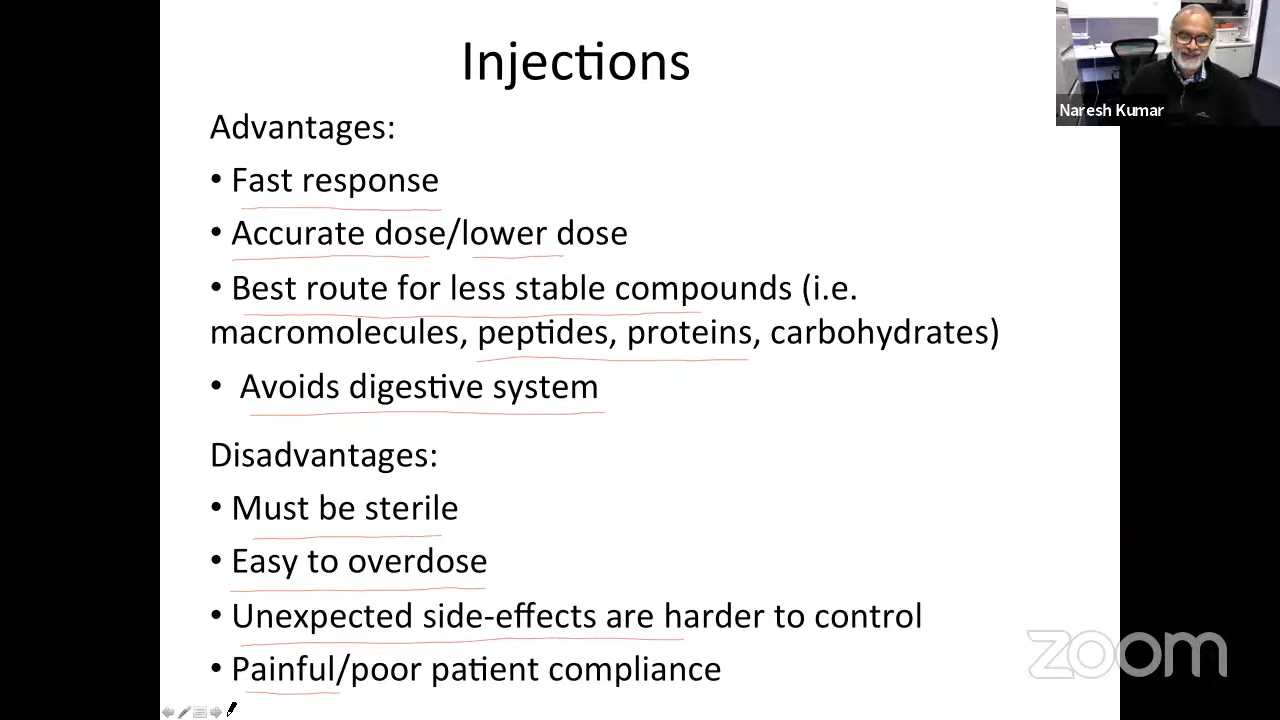 Injections
Naresh Kumar
Advantages:
• Fast response
• Accurate dose/lower dose
• Best route for less stable compounds (i.e.
macromolecules, peptides, proteins, carbohydrates)
• Avoids digestive system
Disadvantages:
• Must be sterile
• Easy to overdose
• Unexpected side-effects are harder to control
• Painful/poor patient compliance
zoom